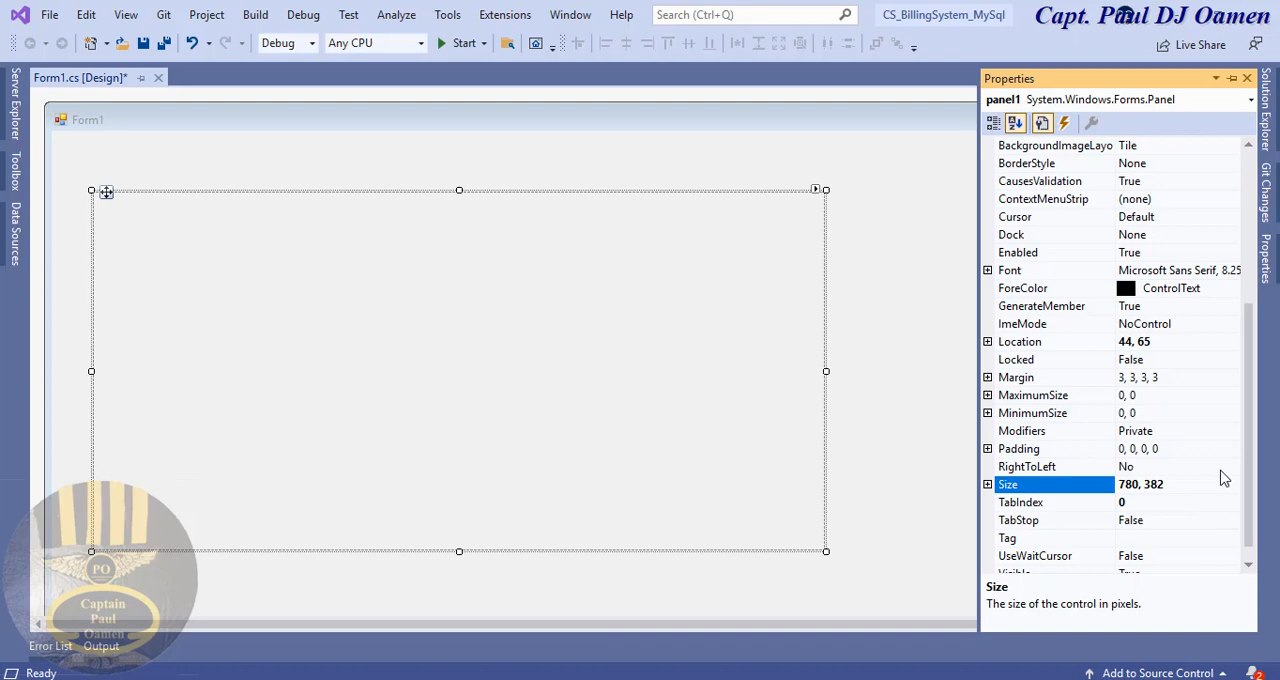 File Edit View Git Project Build Debug Test Analyze Tools Extensions Window Help Search (Ctrl+Q) CS_BillingSystem_MySql Capt. Paul DJ Oamen
Debug Any CPU Start Live Share
Form1.cs [Design]*
Server Explorer
Toolbox
Data Sources
Form1
Properties
panel1 System.Windows.Forms.Panel
BackgroundImageLayo Tile
BorderStyle None
CausesValidation True
ContextMenuStrip (none)
Cursor Default
Dock None
Enabled True
Font Microsoft Sans Serif, 8.25
ForeColor ControlText
GenerateMember True
ImeMode NoControl
Location 44, 65
Locked False
Margin 3, 3, 3, 3
MaximumSize 0, 0
MinimumSize 0, 0
Modifiers Private
Padding 0, 0, 0, 0
RightToLeft No
Size 780, 382
TabIndex 0
TabStop False
Tag
UseWaitCursor False
Visible True
Size
The size of the control in pixels.
Solution Explorer
Git Changes
Properties
PO
Captain
Paul
Oamen
Error List Output
Ready Add to Source Control 2